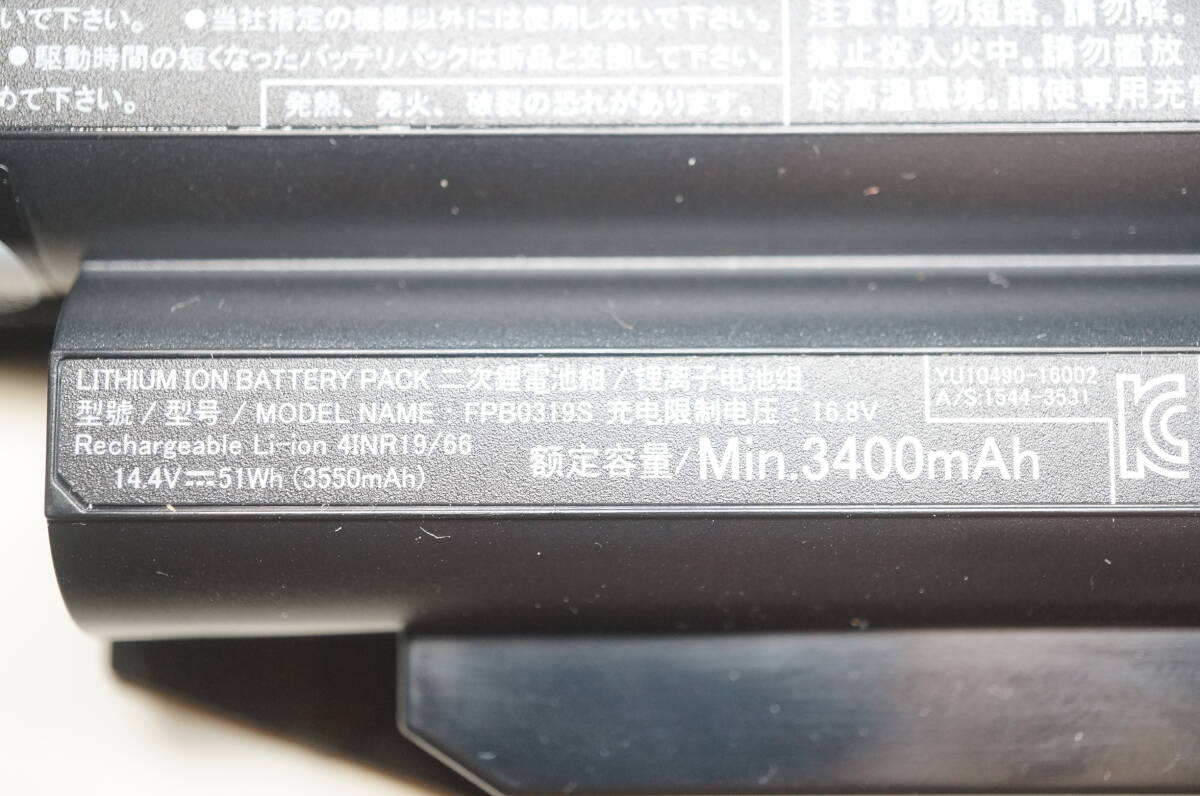 いて下さい。 ●当社指定の機器以外には使用しないで下さい。
●駆動時間の短くなったバッテリパックは新品と交換して下さい。
めて下さい。
発熱、発火、破裂の恐れがあります。
注意:請勿短路。請勿解。
禁止投入火中。請勿置放
於高溫環境。請使専用充
LITHIUM ION BATTERY PACK 二次鋰電池組 / 锂离子电池组
型號 / 型号 / MODEL NAME : FPB0319S 充电限制电压 16.8V
Rechargeable Li-ion 4INR19/66
14.4V⎓51Wh (3550mAh)
额定容量/Min.3400mAh
YU10490-16002
A/S:1544-3531